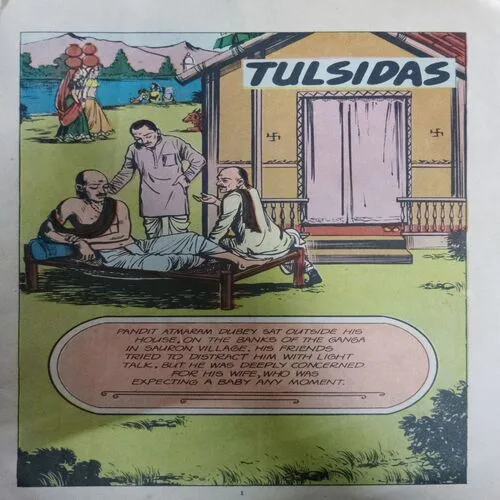 TULSIDAS
PANDIT ATMARAM DUBEY SAT OUTSIDE HIS
HOUSE, ON THE BANKS OF THE GANGA
IN SAURON VILLAGE. HIS FRIENDS
TRIED TO DISTRACT HIM WITH LIGHT
TALK. BUT HE WAS DEEPLY CONCERNED
FOR HIS WIFE, WHO WAS
EXPECTING A BABY ANY MOMENT.
1